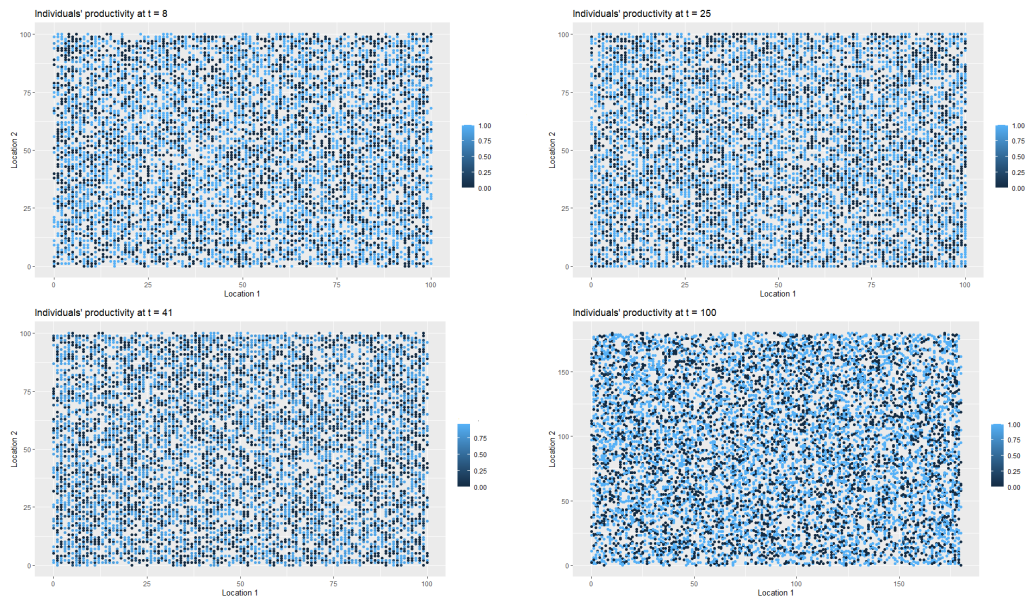 Individuals' productivity at t = 8
100
75
50
25
0
Location 2
0 25 50 75 100
Location 1
1.00
0.75
0.50
0.25
0.00
Individuals' productivity at t = 25
100
75
50
25
0
Location 2
0 25 50 75 100
Location 1
1.00
0.75
0.50
0.25
0.00
Individuals' productivity at t = 41
100
75
50
25
0
Location 2
0 25 50 75 100
Location 1
0.75
0.50
0.25
0.00
Individuals' productivity at t = 100
150
100
50
0
Location 2
0 50 100 150
Location 1
1.00
0.75
0.50
0.25
0.00